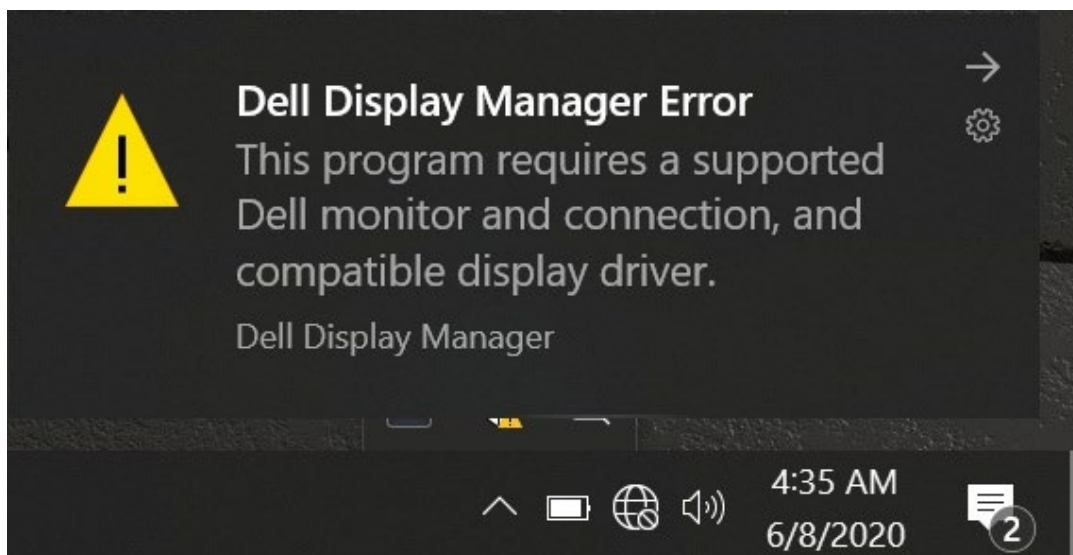 Dell Display Manager Error
This program requires a supported
Dell monitor and connection, and
compatible display driver.
Dell Display Manager
4:35 AM
6/8/2020
2